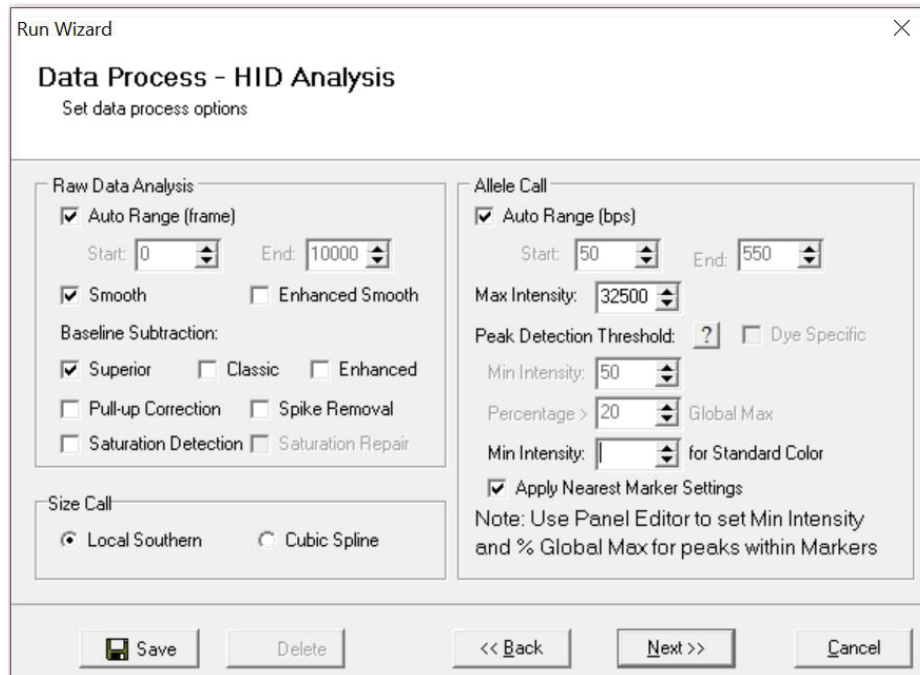 Run Wizard
Data Process - HID Analysis
Set data process options
Raw Data Analysis
Auto Range (frame)
Start: 0 End: 10000
Smooth Enhanced Smooth
Baseline Subtraction:
Superior Classic Enhanced
Pull-up Correction Spike Removal
Saturation Detection Saturation Repair
Size Call
Local Southern Cubic Spline
Allele Call
Auto Range (bps)
Start: 50 End: 550
Max Intensity: 32500
Peak Detection Threshold: ? Dye Specific
Min Intensity: 50
Percentage > 20 Global Max
Min Intensity: for Standard Color
Apply Nearest Marker Settings
Note: Use Panel Editor to set Min Intensity
and % Global Max for peaks within Markers
Save Delete << Back Next >> Cancel